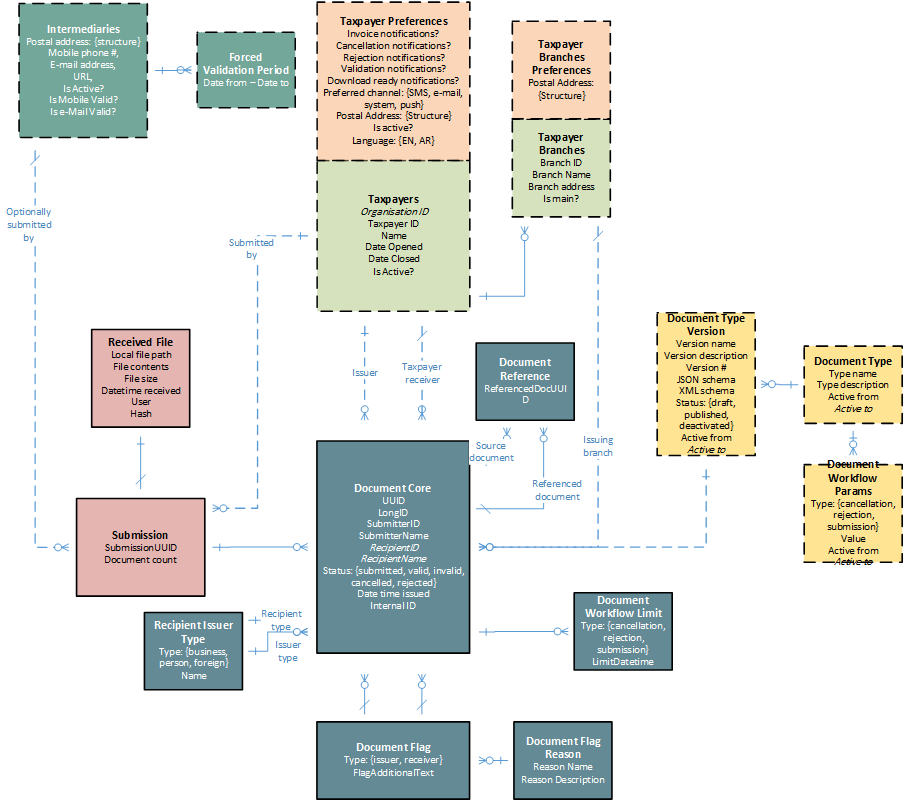 Intermediaries
Postal address: {structure}
Mobile phone #,
E-mail address,
URL,
Is Active?
Is Mobile Valid?
Is e-Mail Valid?
Forced
Validation Period
Date from – Date to
Taxpayer Preferences
Invoice notifications?
Cancellation notifications?
Rejection notifications?
Validation notifications?
Download ready notifications?
Preferred channel: {SMS, e-mail,
system, push}
Postal Address: {Structure}
Is active?
Language: {EN, AR}
Taxpayer
Branches
Preferences
Postal Address:
{Structure}
Taxpayer
Branches
Branch ID
Branch Name
Branch address
Is main?
Taxpayers
Organisation ID
Taxpayer ID
Name
Date Opened
Date Closed
Is Active?
Optionally
submitted
by
Submitted
by
Received File
Local file path
File contents
File size
Datetime received
User
Hash
Issuer
Taxpayer
receiver
Document
Reference
ReferencedDocUUI
D
Document Type
Version
Version name
Version description
Version #
JSON schema
XML schema
Status: {draft,
published,
deactivated}
Active from
Active to
Document Type
Type name
Type description
Active from
Active to
Source
document
Issuing
branch
Referenced
document
Document
Workflow
Params
Type: {cancellation,
rejection,
submission}
Value
Active from
Active to
Submission
SubmissionUUID
Document count
Document Core
UUID
LongID
SubmitterID
SubmitterName
RecipientID
RecipientName
Status: {submitted, valid, invalid,
cancelled, rejected}
Date time issued
Internal ID
Recipient Issuer
Type
Type: {business,
person, foreign}
Name
Recipient
type
Issuer
type
Document
Workflow Limit
Type: {cancellation,
rejection,
submission}
LimitDatetime
Document Flag
Type: {issuer, receiver}
FlagAdditionalText
Document Flag
Reason
Reason Name
Reason Description